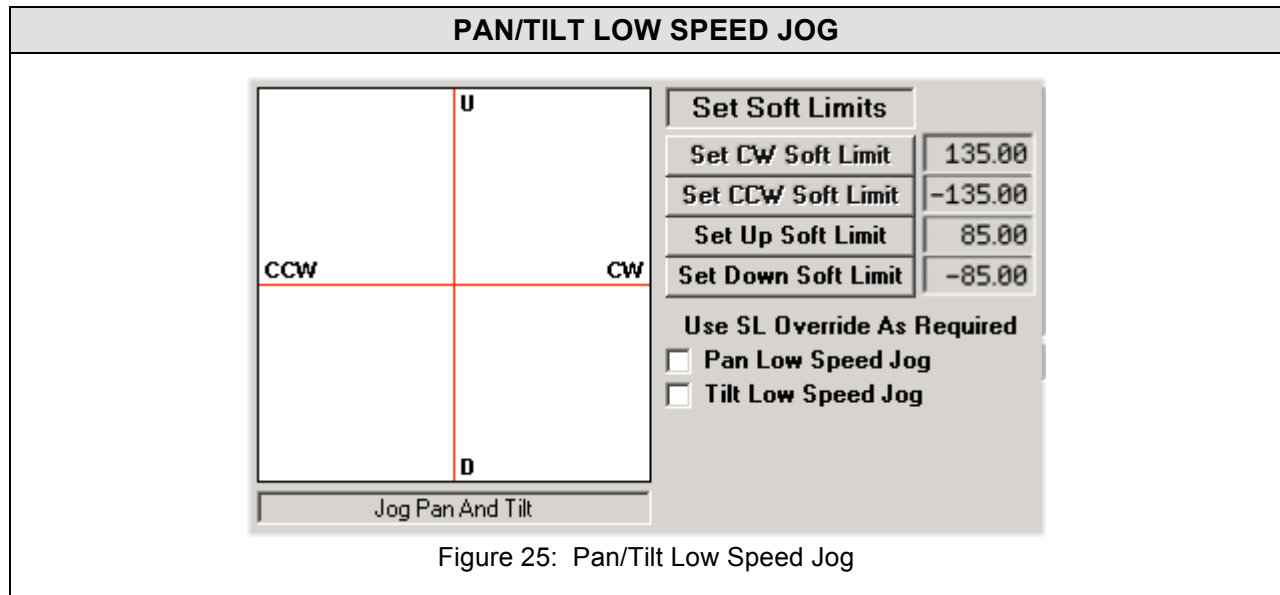 PAN/TILT LOW SPEED JOG
U
CCW
CW
D
Jog Pan And Tilt
Set Soft Limits
Set CW Soft Limit 135.00
Set CCW Soft Limit -135.00
Set Up Soft Limit 85.00
Set Down Soft Limit -85.00
Use SL Override As Required
Pan Low Speed Jog
Tilt Low Speed Jog
Figure 25: Pan/Tilt Low Speed Jog